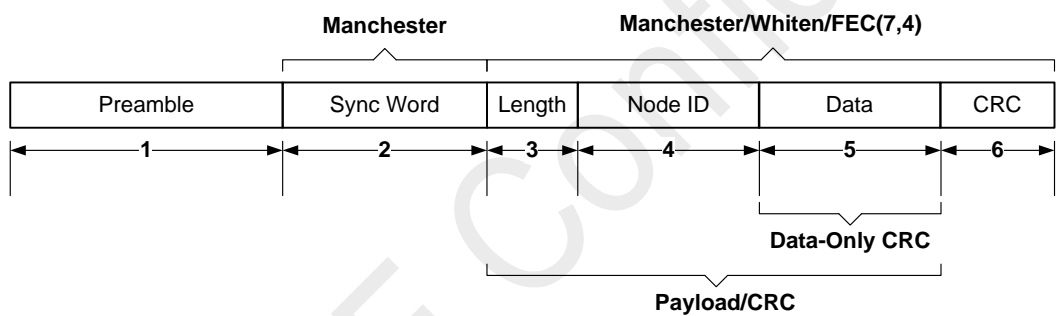 Manchester Manchester/Whiten/FEC(7,4)
Preamble Sync Word Length Node ID Data CRC
1 2 3 4 5 6
Data-Only CRC
Payload/CRC